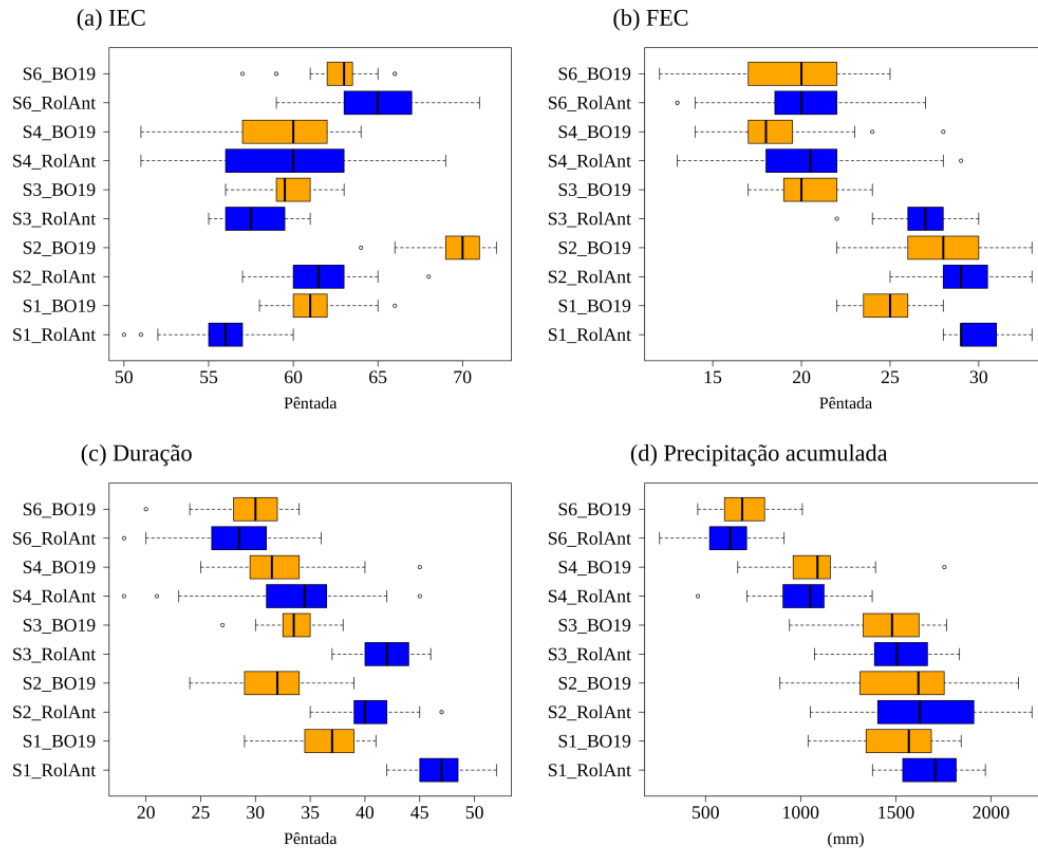 (a) IEC
S6_BO19
S6_RolAnt
S4_BO19
S4_RolAnt
S3_BO19
S3_RolAnt
S2_BO19
S2_RolAnt
S1_BO19
S1_RolAnt
50 55 60 65 70
Pêntada
(b) FEC
S6_BO19
S6_RolAnt
S4_BO19
S4_RolAnt
S3_BO19
S3_RolAnt
S2_BO19
S2_RolAnt
S1_BO19
S1_RolAnt
15 20 25 30
Pêntada
(c) Duração
S6_BO19
S6_RolAnt
S4_BO19
S4_RolAnt
S3_BO19
S3_RolAnt
S2_BO19
S2_RolAnt
S1_BO19
S1_RolAnt
20 25 30 35 40 45 50
Pêntada
(d) Precipitação acumulada
S6_BO19
S6_RolAnt
S4_BO19
S4_RolAnt
S3_BO19
S3_RolAnt
S2_BO19
S2_RolAnt
S1_BO19
S1_RolAnt
500 1000 1500 2000
(mm)